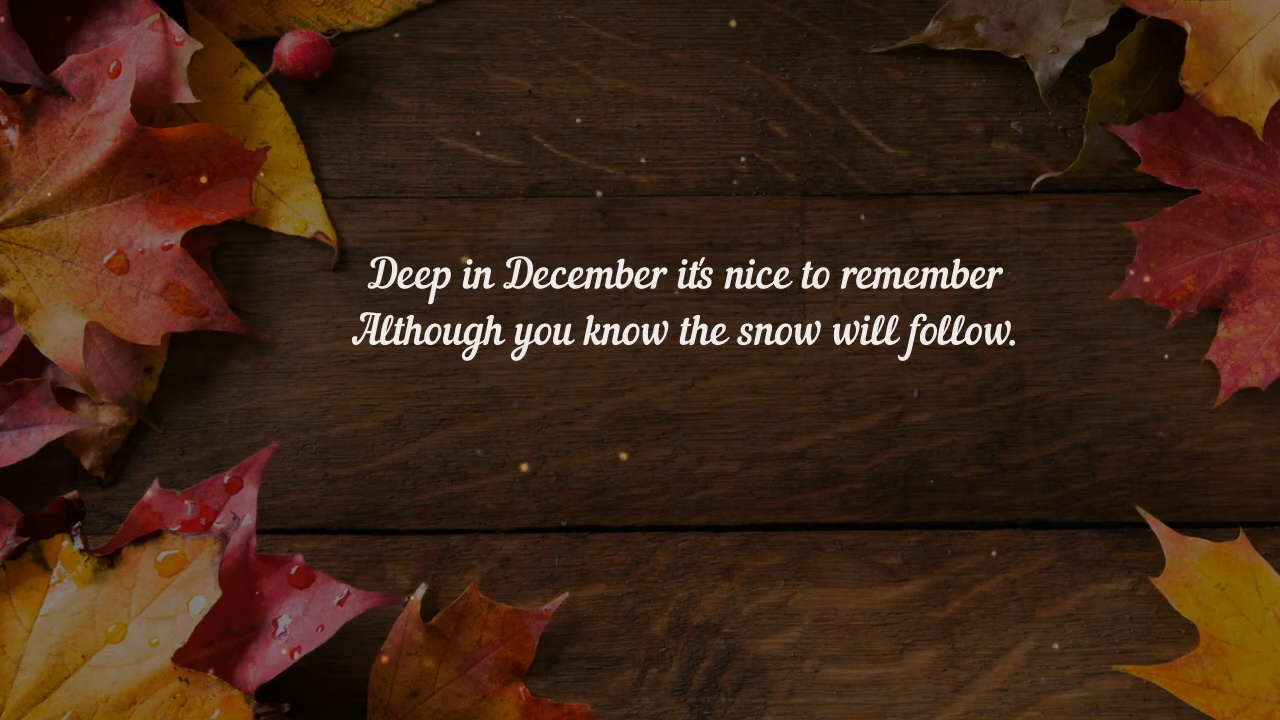 Deep in December it's nice to remember
Although you know the snow will follow.